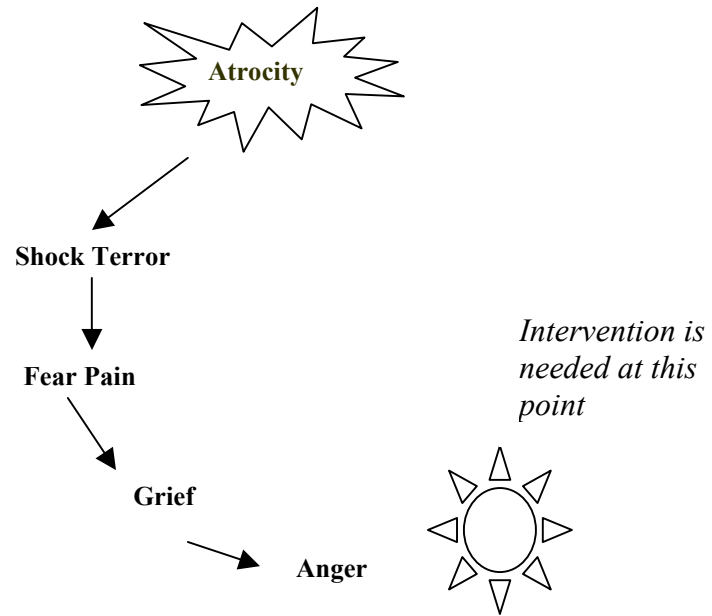 Atrocity
Shock Terror
Intervention is
needed at this
point
Fear Pain
Grief
Anger